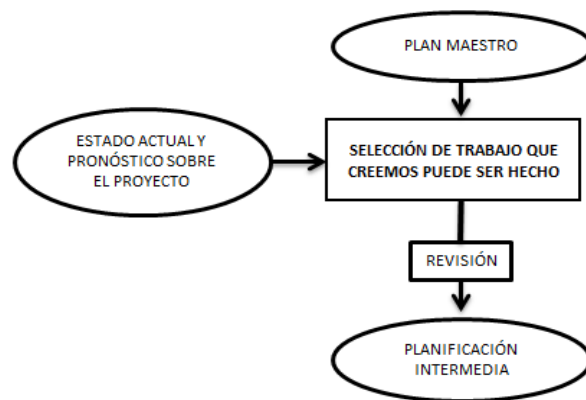 PLAN MAESTRO
ESTADO ACTUAL Y
PRONÓSTICO SOBRE
EL PROYECTO
SELECCIÓN DE TRABAJO QUE
CREEMOS PUEDE SER HECHO
REVISIÓN
PLANIFICACIÓN
INTERMEDIA